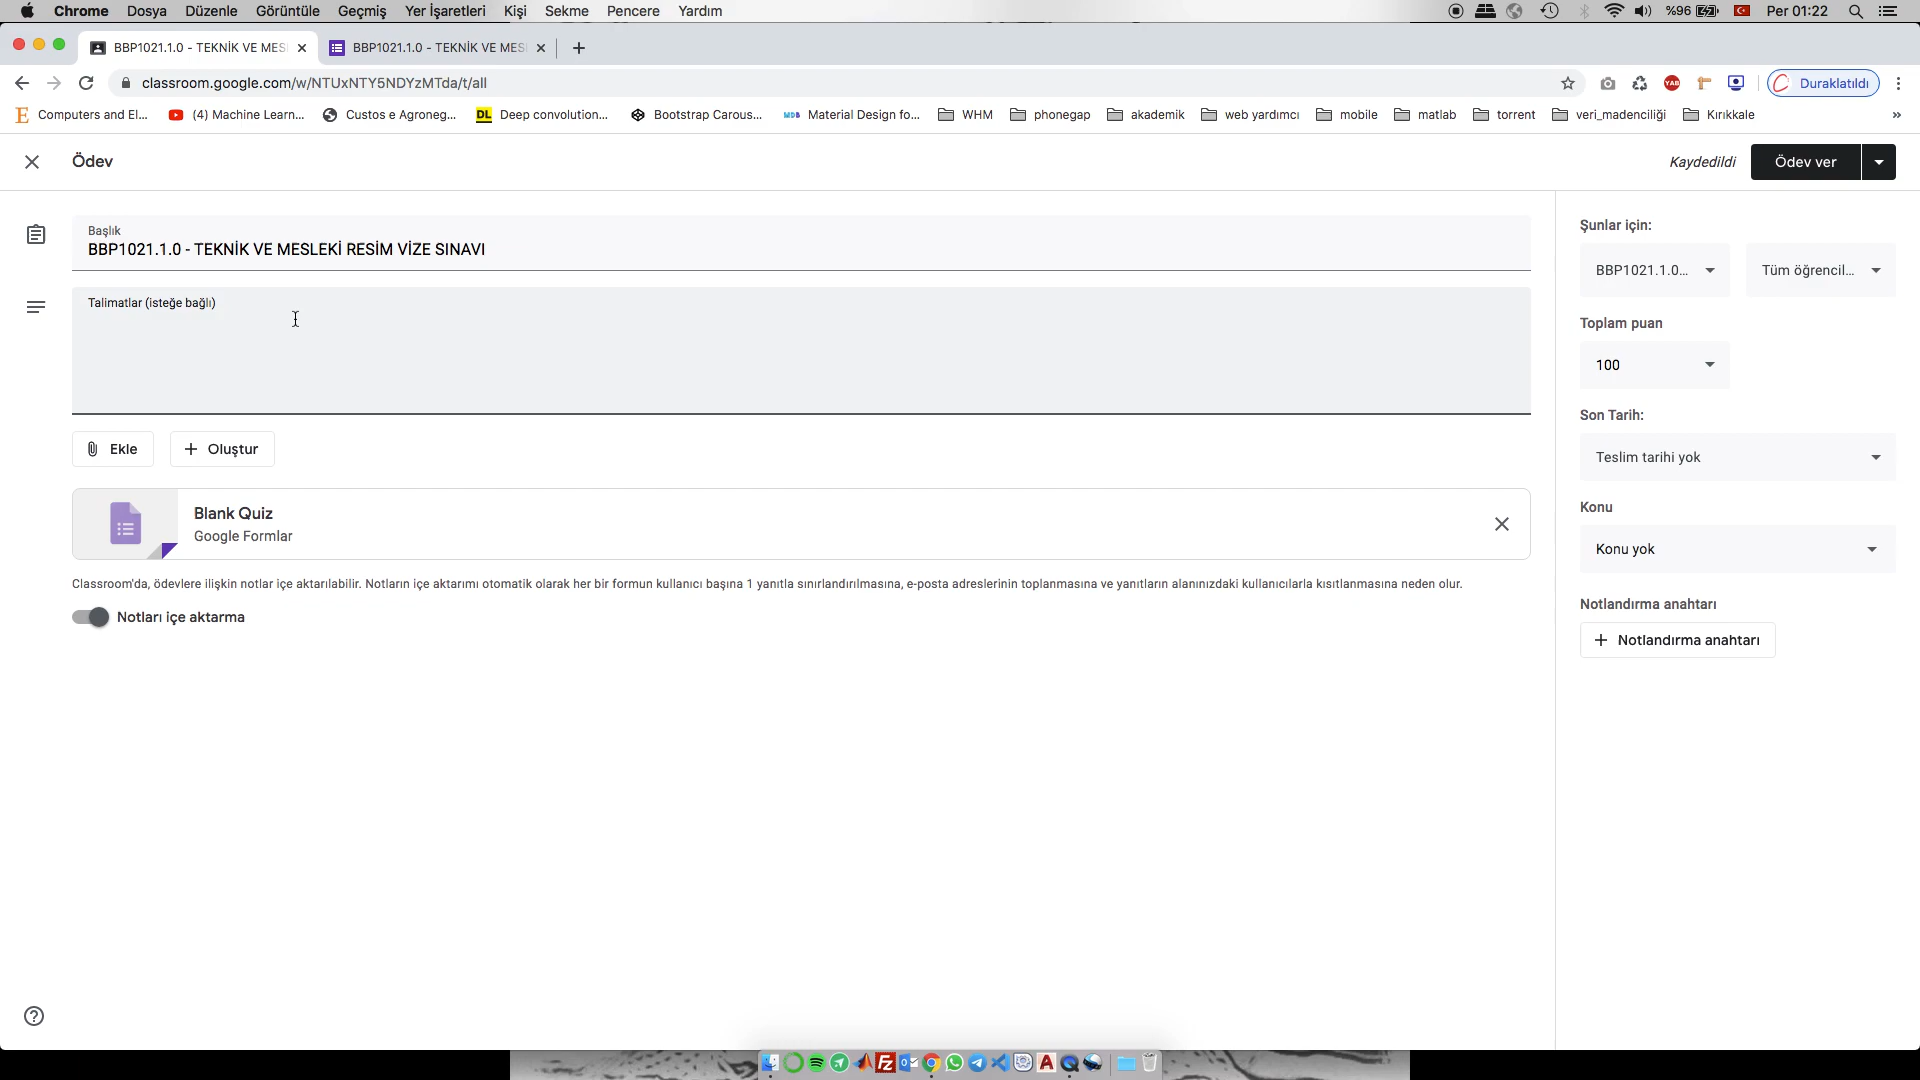 Chrome Dosya Düzenle Görüntüle Geçmiş Yer İşaretleri Kişi Sekme Pencere Yardım %96 Per 01:22
BBP1021.1.0 - TEKNİK VE MES BBP1021.1.0 - TEKNİK VE MES
classroom.google.com/w/NTUxNTY5NDYzMTda/t/all YAB Duraklatıldı
E Computers and El... (4) Machine Learn... Custos e Agroneg... DL Deep convolution... Bootstrap Carous... MDB Material Design fo... WHM phonegap akademik web yardımcı mobile matlab torrent veri_madenciliği Kırıkkale »
Ödev Kaydedildi Ödev ver
Başlık
BBP1021.1.0 - TEKNİK VE MESLEKİ RESİM VİZE SINAVI
Talimatlar (isteğe bağlı)
Ekle Oluştur
Blank Quiz
Google Formlar
Classroom'da, ödevlere ilişkin notlar içe aktarılabilir. Notların içe aktarımı otomatik olarak her bir formun kullanıcı başına 1 yanıtla sınırlandırılmasına, e-posta adreslerinin toplanmasına ve yanıtların alanınızdaki kullanıcılarla kısıtlanmasına neden olur.
Notları içe aktarma
Şunlar için:
BBP1021.1.0... Tüm öğrencil...
Toplam puan
100
Son Tarih:
Teslim tarihi yok
Konu
Konu yok
Notlandırma anahtarı
Notlandırma anahtarı